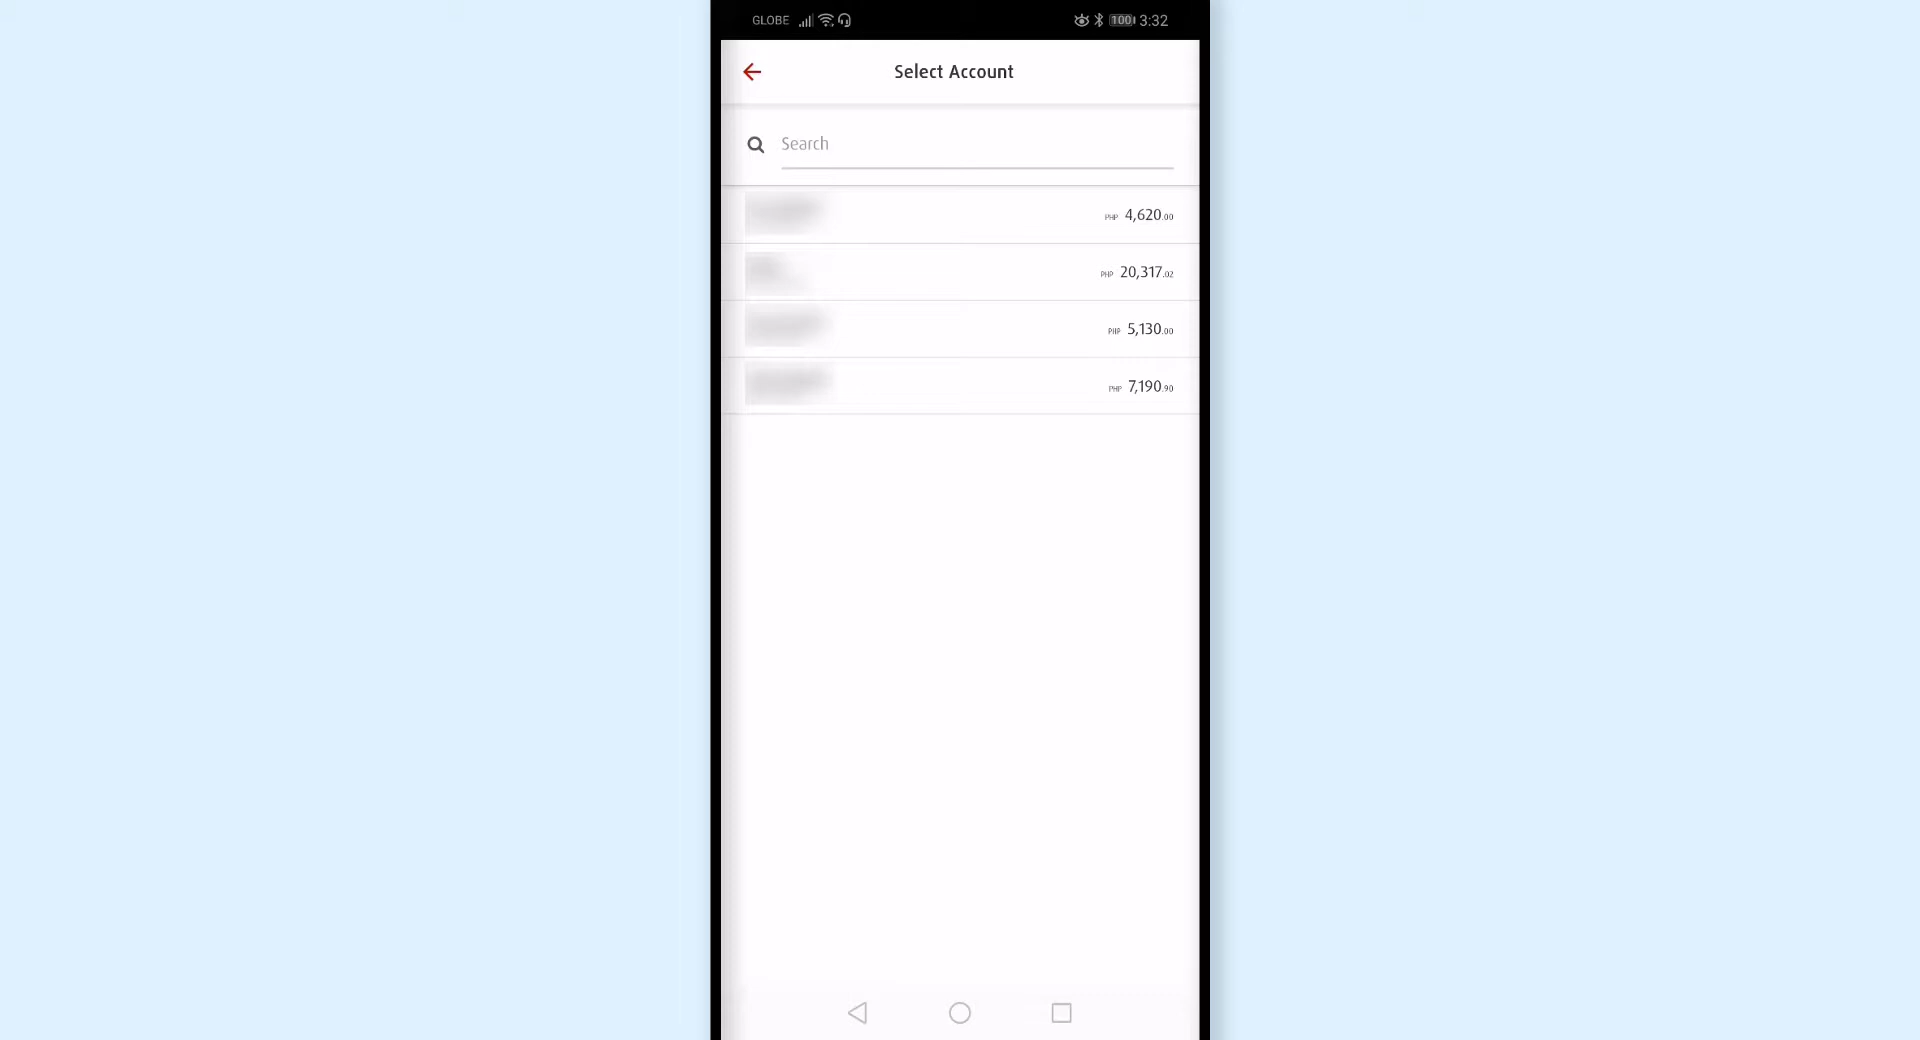 GLOBE 100 3:32
Select Account
Search
PHP 4,620.00
PHP 20,317.02
PHP 5,130.00
PHP 7,190.90